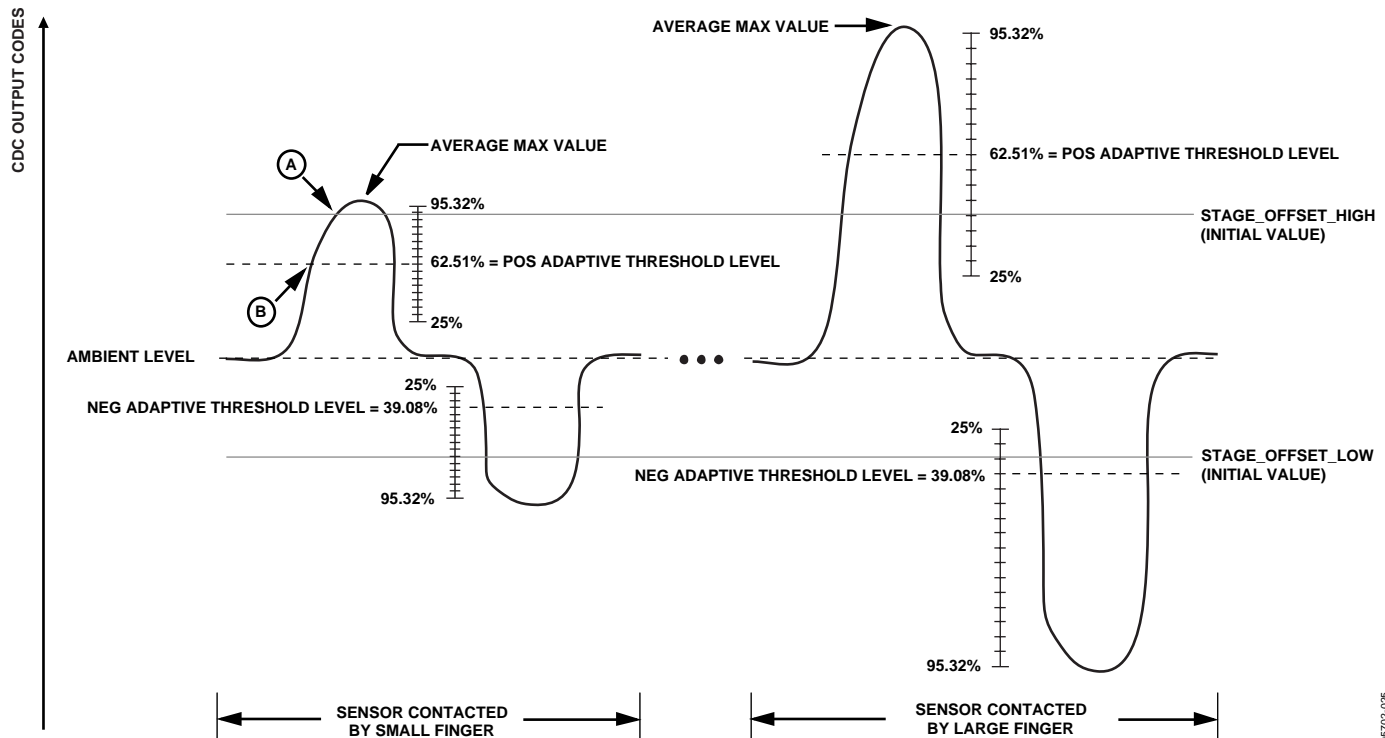 CDC OUTPUT CODES
AVERAGE MAX VALUE
95.32%
62.51% = POS ADAPTIVE THRESHOLD LEVEL
25%
STAGE_OFFSET_HIGH
(INITIAL VALUE)
A
AVERAGE MAX VALUE
95.32%
62.51% = POS ADAPTIVE THRESHOLD LEVEL
B
25%
AMBIENT LEVEL
25%
NEG ADAPTIVE THRESHOLD LEVEL = 39.08%
95.32%
25%
STAGE_OFFSET_LOW
(INITIAL VALUE)
NEG ADAPTIVE THRESHOLD LEVEL = 39.08%
95.32%
SENSOR CONTACTED
BY SMALL FINGER
SENSOR CONTACTED
BY LARGE FINGER